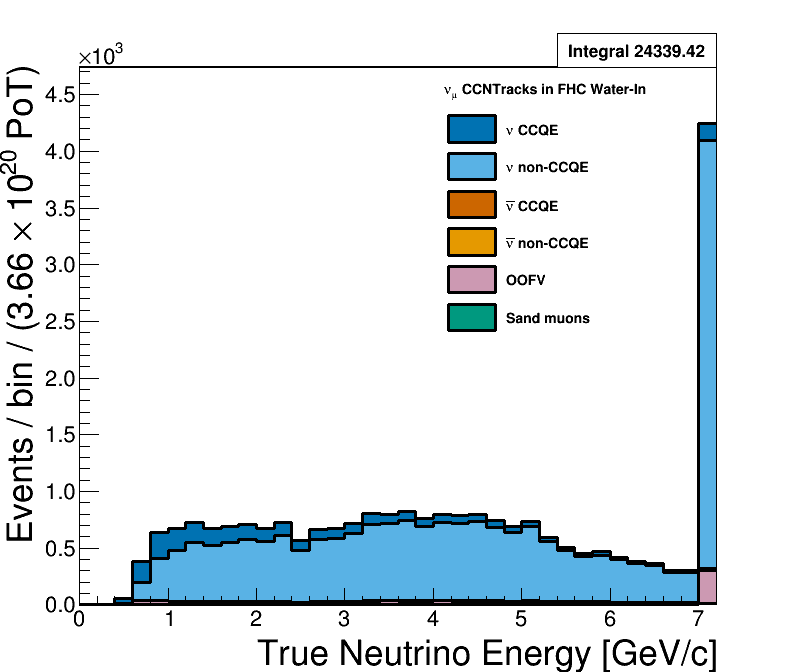 Integral 24339.42
×10³
Events / bin / (3.66 × 10²⁰ PoT)
4.5
4.0
3.5
3.0
2.5
2.0
1.5
1.0
0.5
0.0
ν_μ CCNTracks in FHC Water-In
ν CCQE
ν non-CCQE
ν̅ CCQE
ν̅ non-CCQE
OOFV
Sand muons
0 1 2 3 4 5 6 7
True Neutrino Energy [GeV/c]